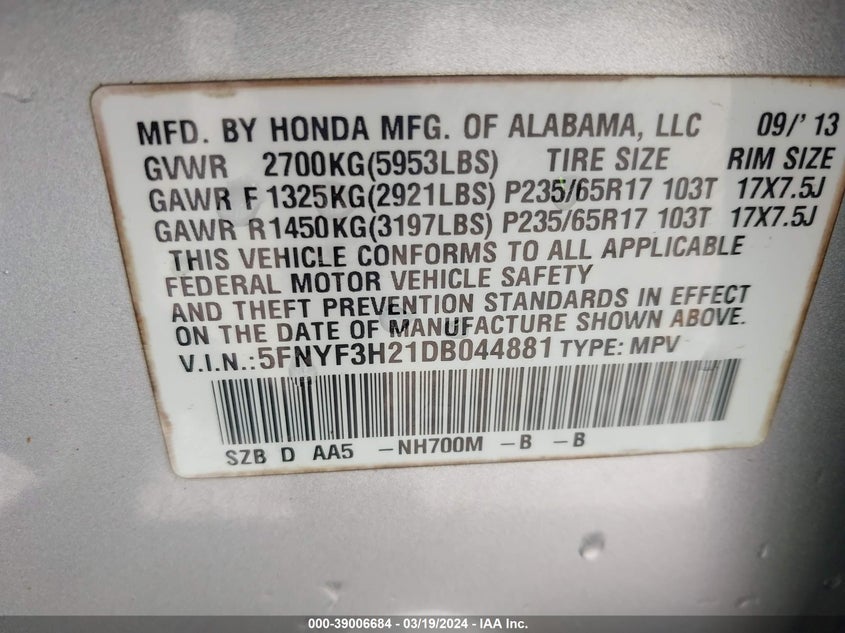 MFD. BY HONDA MFG. OF ALABAMA, LLC 09/' 13
GVWR 2700KG(5953LBS) TIRE SIZE RIM SIZE
GAWR F 1325KG(2921LBS) P235/65R17 103T 17X7.5J
GAWR R1450KG(3197LBS) P235/65R17 103T 17X7.5J
THIS VEHICLE CONFORMS TO ALL APPLICABLE
FEDERAL MOTOR VEHICLE SAFETY
AND THEFT PREVENTION STANDARDS IN EFFECT
ON THE DATE OF MANUFACTURE SHOWN ABOVE.
V.I.N.:5FNYF3H21DB044881 TYPE: MPV
SZB D AA5 -NH700M -B -B
000-39006684 - 03/19/2024 - IAA Inc.